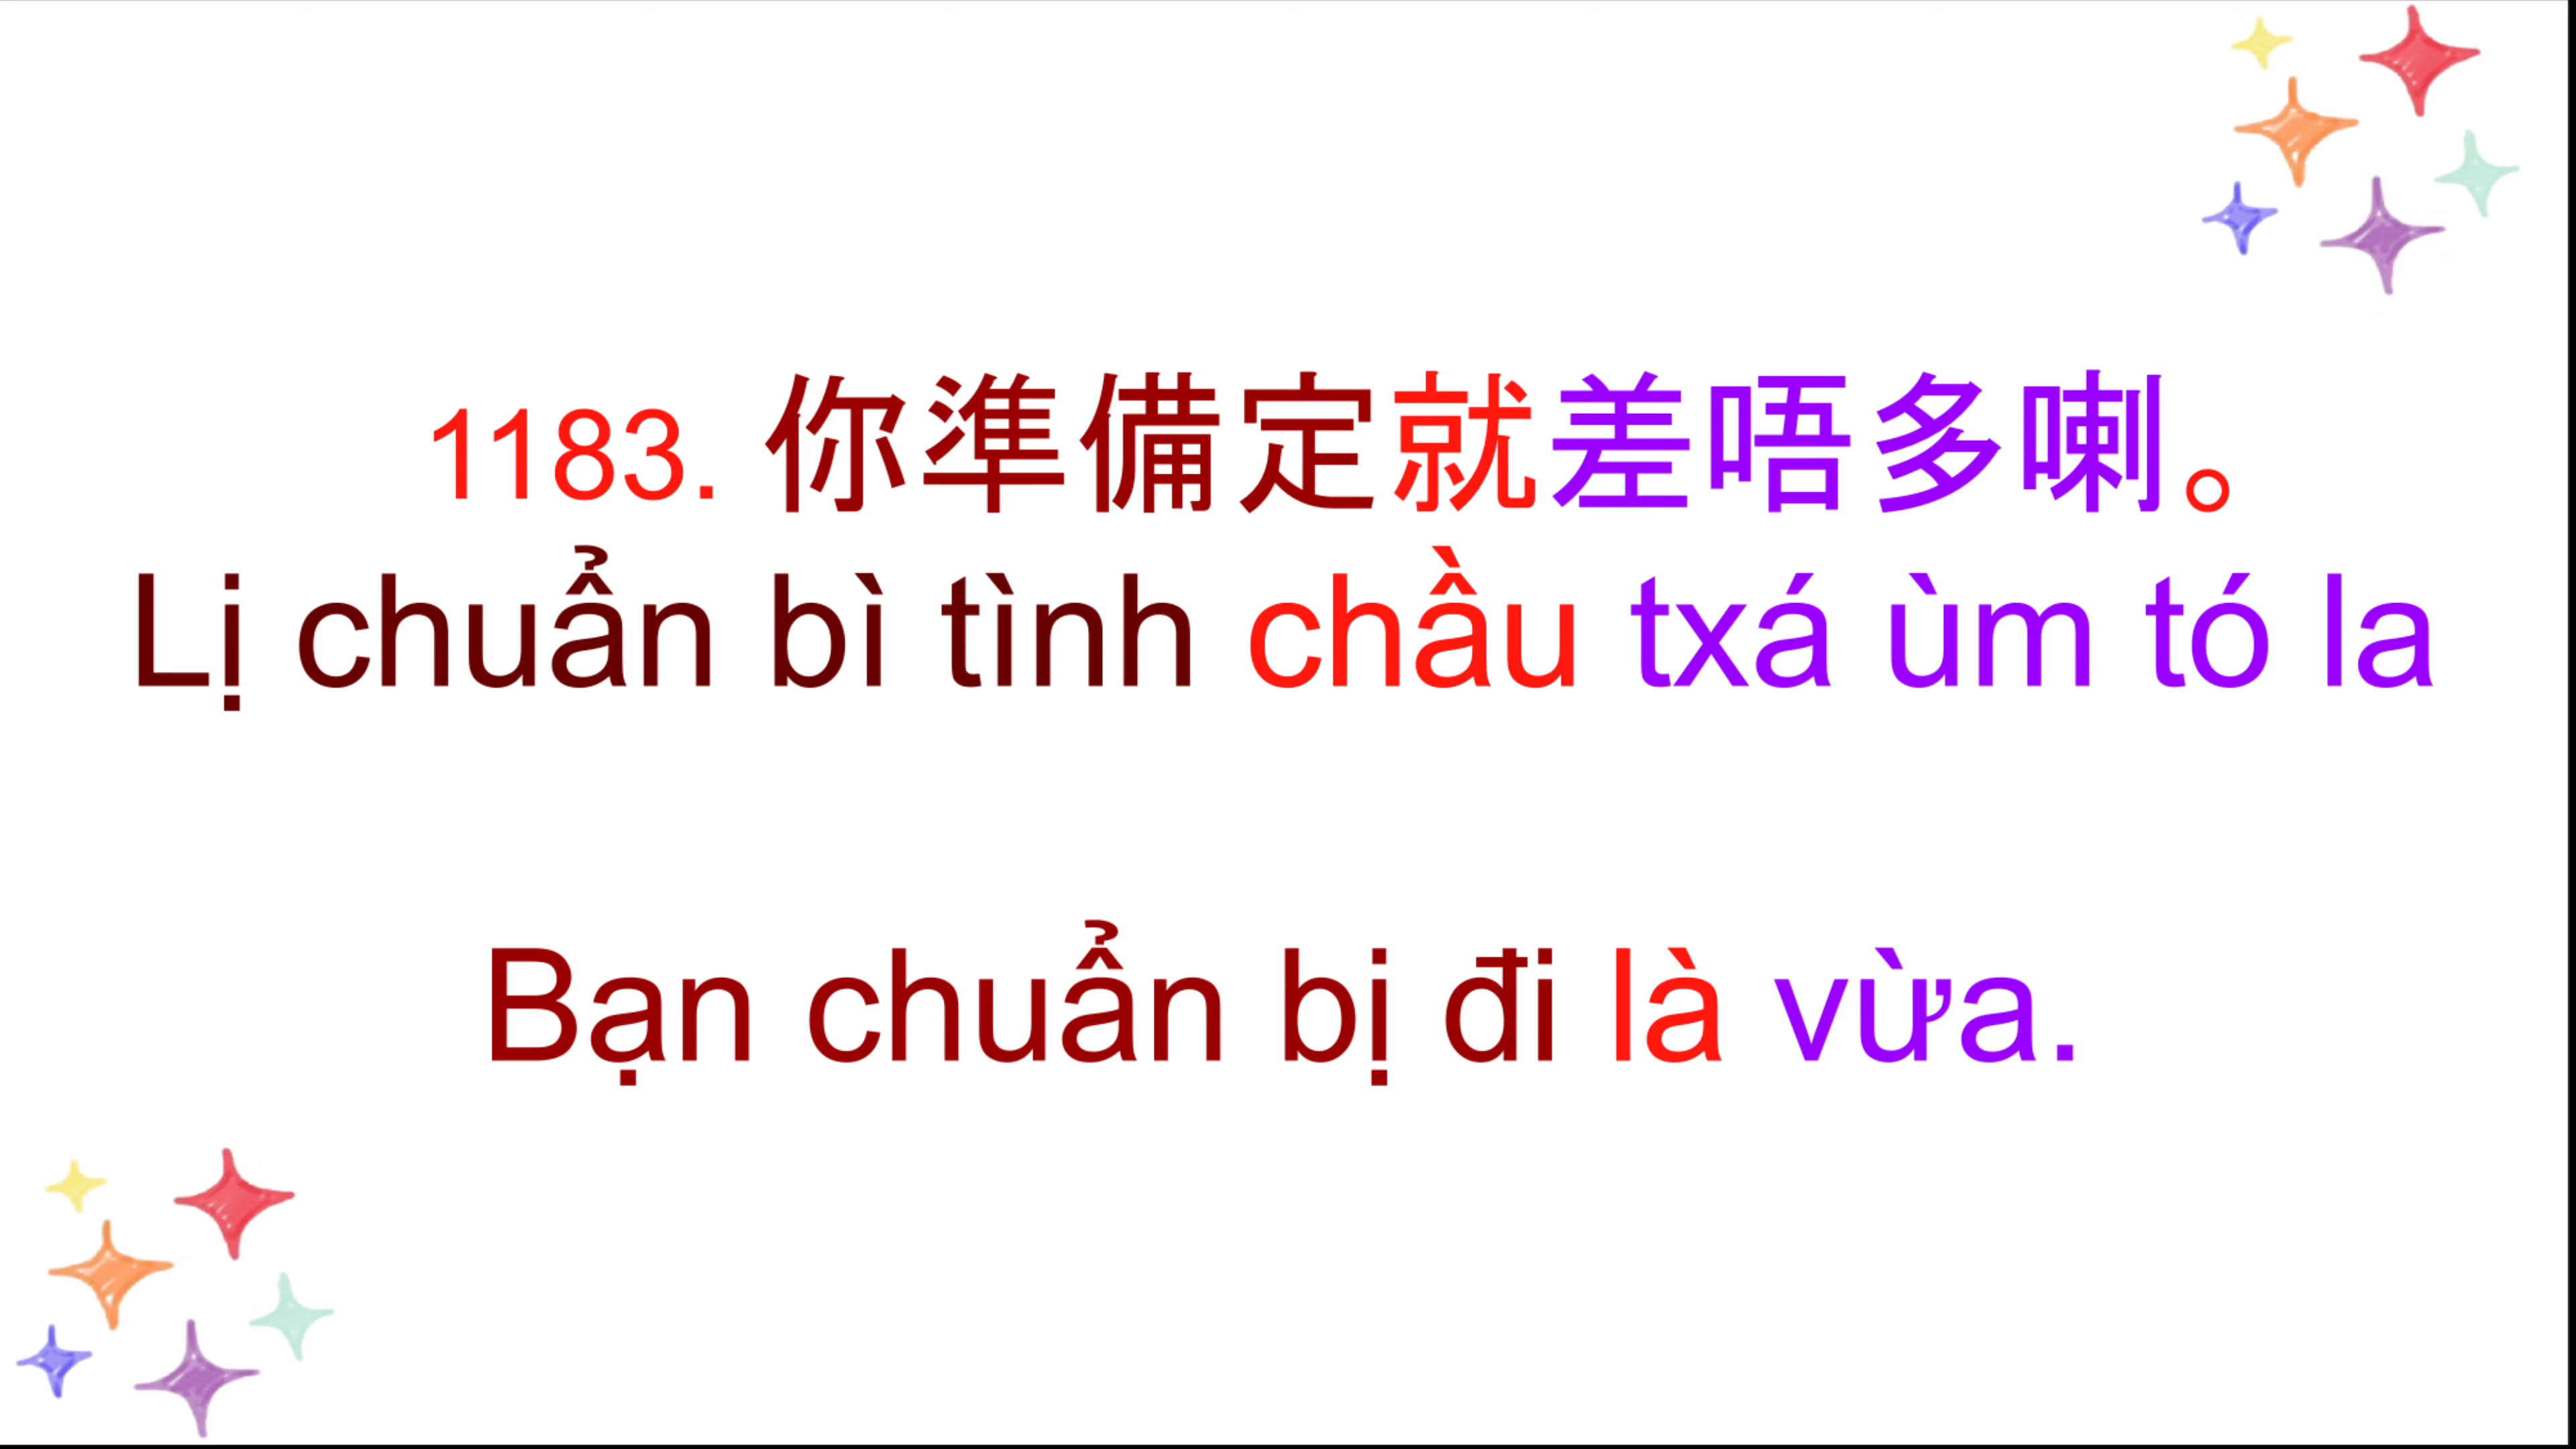 1183. 你準備定就差唔多喇。
Lị chuẩn bì tình chầu txá ùm tó la
Bạn chuẩn bị đi là vừa.